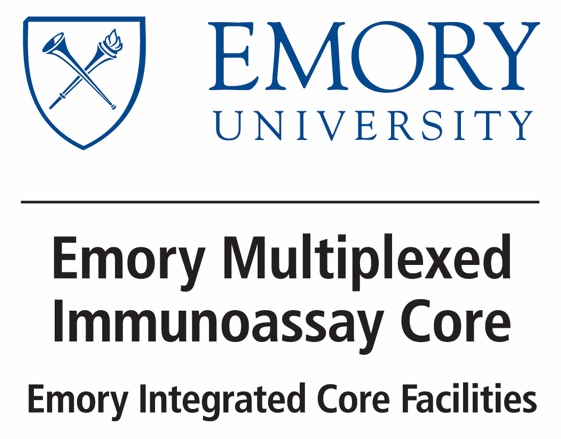 EMORY
UNIVERSITY
Emory Multiplexed
Immunoassay Core
Emory Integrated Core Facilities